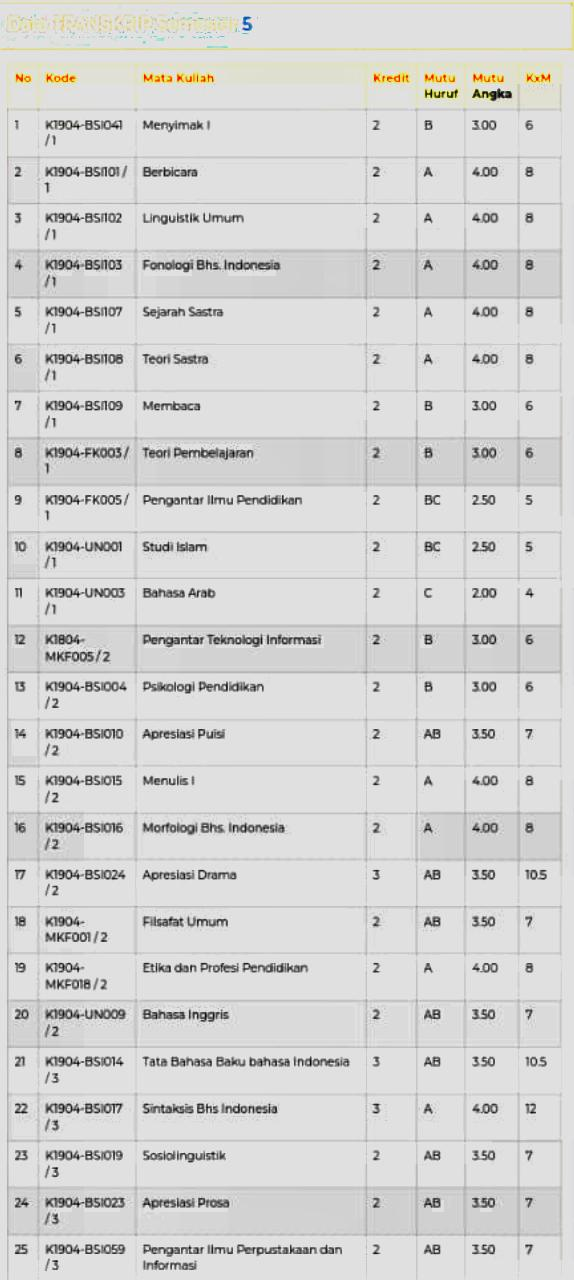 Data TRANSKRIP Semester 5
No Kode Mata Kuliah Kredit Mutu Mutu KxM
Huruf Angka
1 K1904-BSI041 Menyimak I 2 B 3.00 6
/ 1
2 K1904-BSI101 / Berbicara 2 A 4.00 8
1
3 K1904-BSI102 Linguistik Umum 2 A 4.00 8
/ 1
4 K1904-BSI103 Fonologi Bhs. Indonesia 2 A 4.00 8
/ 1
5 K1904-BSI107 Sejarah Sastra 2 A 4.00 8
/ 1
6 K1904-BSI108 Teori Sastra 2 A 4.00 8
/ 1
7 K1904-BSI109 Membaca 2 B 3.00 6
/ 1
8 K1904-FK003 / Teori Pembelajaran 2 B 3.00 6
1
9 K1904-FK005 / Pengantar Ilmu Pendidikan 2 BC 2.50 5
1
10 K1904-UN001 Studi Islam 2 BC 2.50 5
/ 1
11 K1904-UN003 Bahasa Arab 2 C 2.00 4
/ 1
12 K1804- Pengantar Teknologi Informasi 2 B 3.00 6
MKF005 / 2
13 K1904-BSI004 Psikologi Pendidikan 2 B 3.00 6
/ 2
14 K1904-BSI010 Apresiasi Puisi 2 AB 3.50 7
/ 2
15 K1904-BSI015 Menulis I 2 A 4.00 8
/ 2
16 K1904-BSI016 Morfologi Bhs. Indonesia 2 A 4.00 8
/ 2
17 K1904-BSI024 Apresiasi Drama 3 AB 3.50 10.5
/ 2
18 K1904- Filsafat Umum 2 AB 3.50 7
MKF001 / 2
19 K1904- Etika dan Profesi Pendidikan 2 A 4.00 8
MKF018 / 2
20 K1904-UN009 Bahasa Inggris 2 AB 3.50 7
/ 2
21 K1904-BSI014 Tata Bahasa Baku bahasa Indonesia 3 AB 3.50 10.5
/ 3
22 K1904-BSI017 Sintaksis Bhs Indonesia 3 A 4.00 12
/ 3
23 K1904-BSI019 Sosiolinguistik 2 AB 3.50 7
/ 3
24 K1904-BSI023 Apresiasi Prosa 2 AB 3.50 7
/ 3
25 K1904-BSI059 Pengantar Ilmu Perpustakaan dan 2 AB 3.50 7
/ 3 Informasi